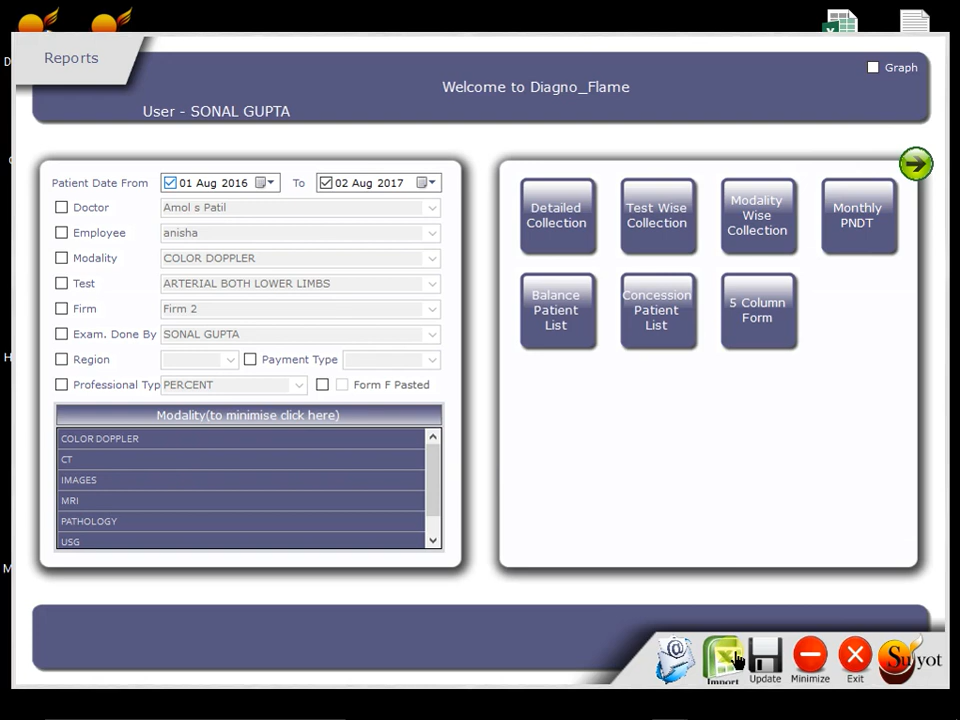 Reports
Graph
Welcome to Diagno_Flame
User - SONAL GUPTA
Patient Date From 01 Aug 2016 To 02 Aug 2017
Doctor Amol s Patil
Employee anisha
Modality COLOR DOPPLER
Test ARTERIAL BOTH LOWER LIMBS
Firm Firm 2
Exam. Done By SONAL GUPTA
Region Payment Type
Professional Typ PERCENT Form F Pasted
Modality(to minimise click here)
COLOR DOPPLER
CT
IMAGES
MRI
PATHOLOGY
USG
Detailed
Collection
Test Wise
Collection
Modality
Wise
Collection
Monthly
PNDT
Balance
Patient
List
Concession
Patient
List
5 Column
Form
Import
Update
Minimize
Exit
Suyot